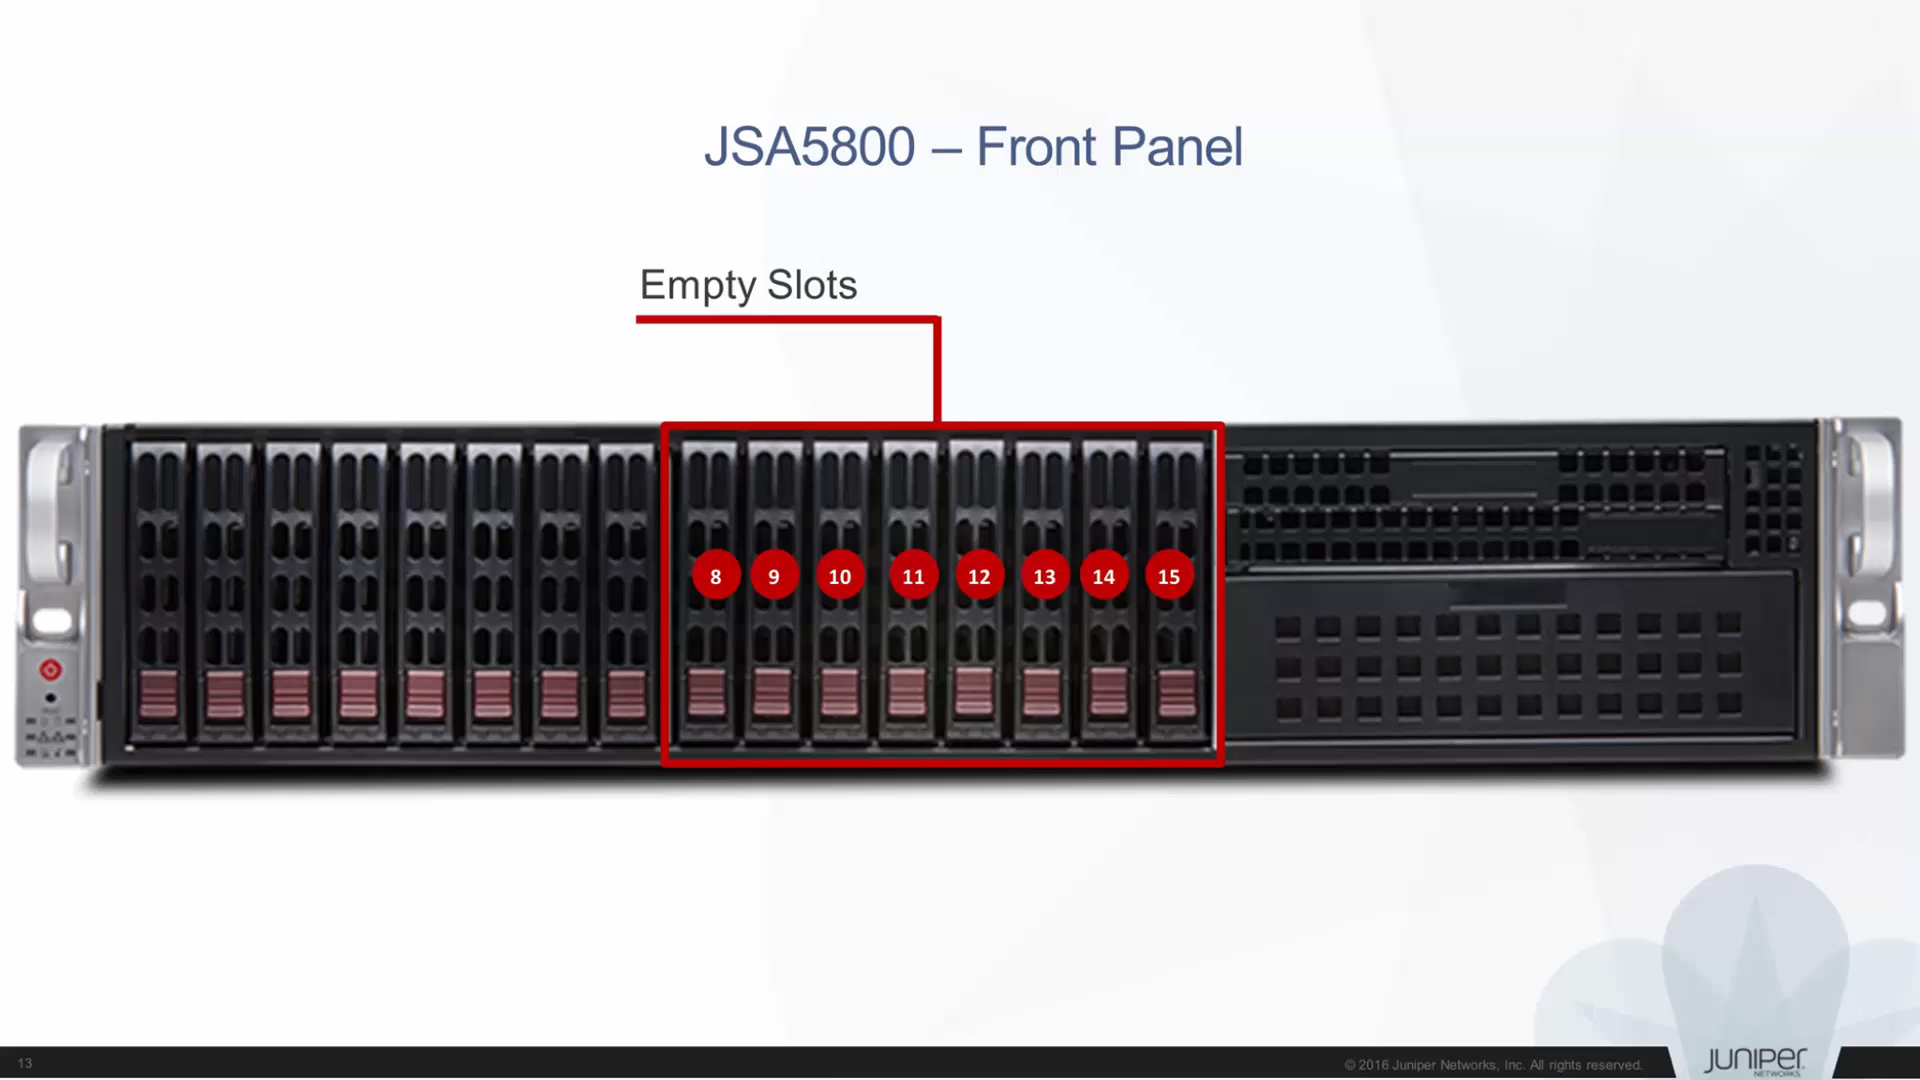 JSA5800 – Front Panel
Empty Slots
8 9 10 11 12 13 14 15
13
© 2016 Juniper Networks, Inc. All rights reserved.
JUNIPER
NETWORKS